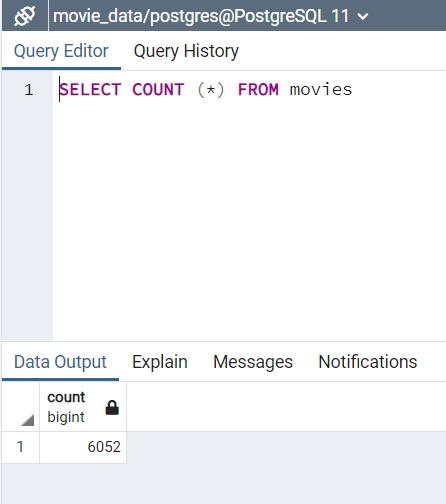 movie_data/postgres@PostgreSQL 11
Query Editor Query History
1 SELECT COUNT (*) FROM movies
Data Output Explain Messages Notifications
count
bigint
1 6052